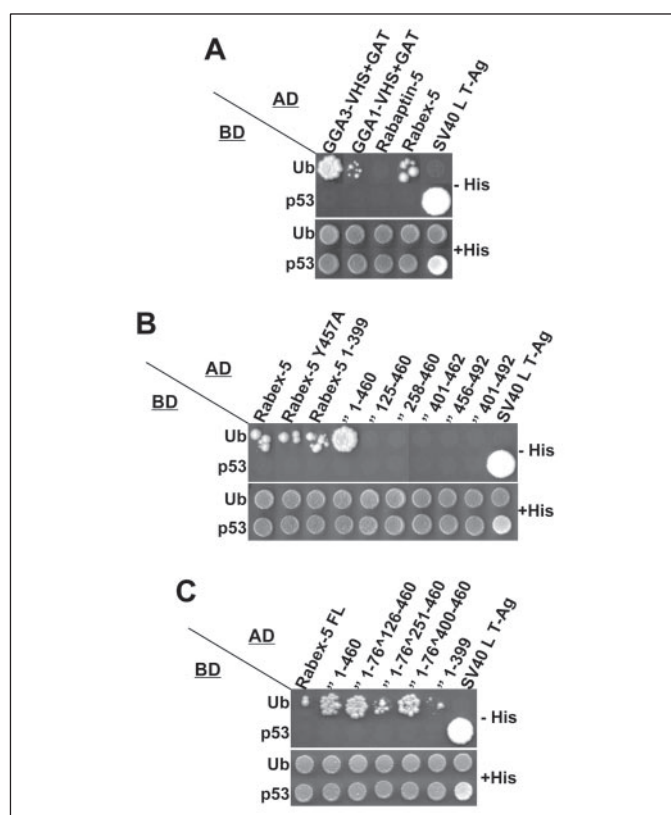 A
AD
BD
GGA3-VHS+GAT
GGA1-VHS+GAT
Rabaptin-5
Rabex-5
SV40 L T-Ag
Ub
p53
- His
Ub
p53
+His
B
AD
BD
Rabex-5
Rabex-5 Y457A
Rabex-5 1-399
,, 1-460
,, 125-460
,, 258-460
,, 401-462
,, 456-492
,, 401-492
SV40 L T-Ag
Ub
p53
- His
Ub
p53
+His
C
AD
BD
Rabex-5 FL
,, 1-460
,, 1-76^126-460
,, 1-76^251-460
,, 1-76^400-460
,, 1-399
SV40 L T-Ag
Ub
p53
- His
Ub
p53
+His